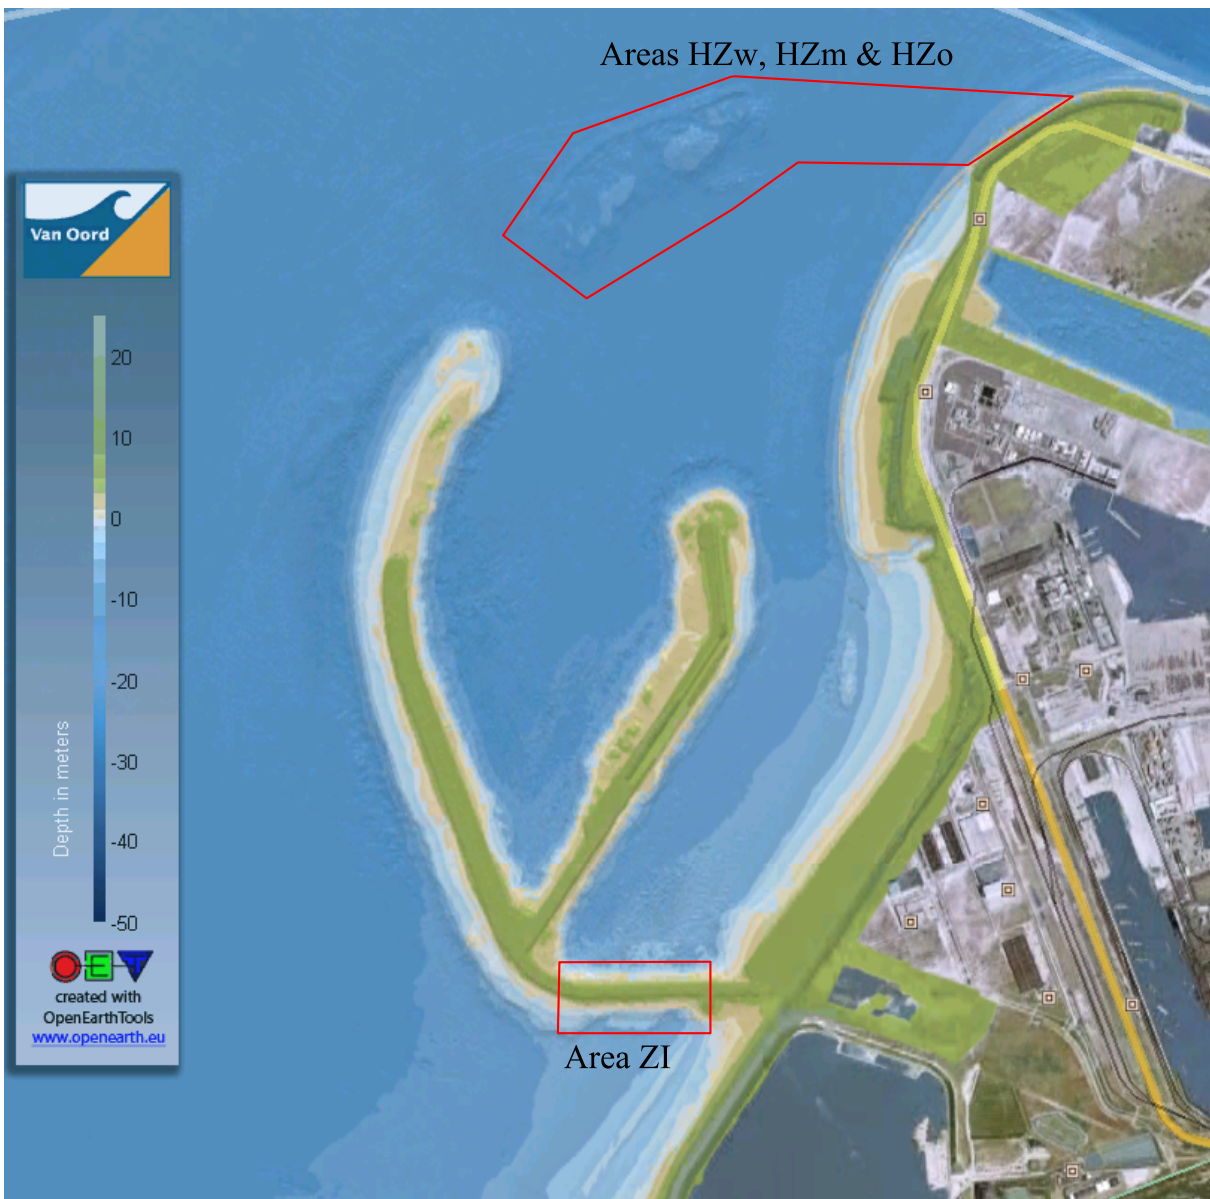 Areas HZw, HZm & HZo
Van Oord
20
10
0
-10
-20
-30
-40
-50
Depth in meters
OET
created with
OpenEarthTools
www.openearth.eu
Area ZI